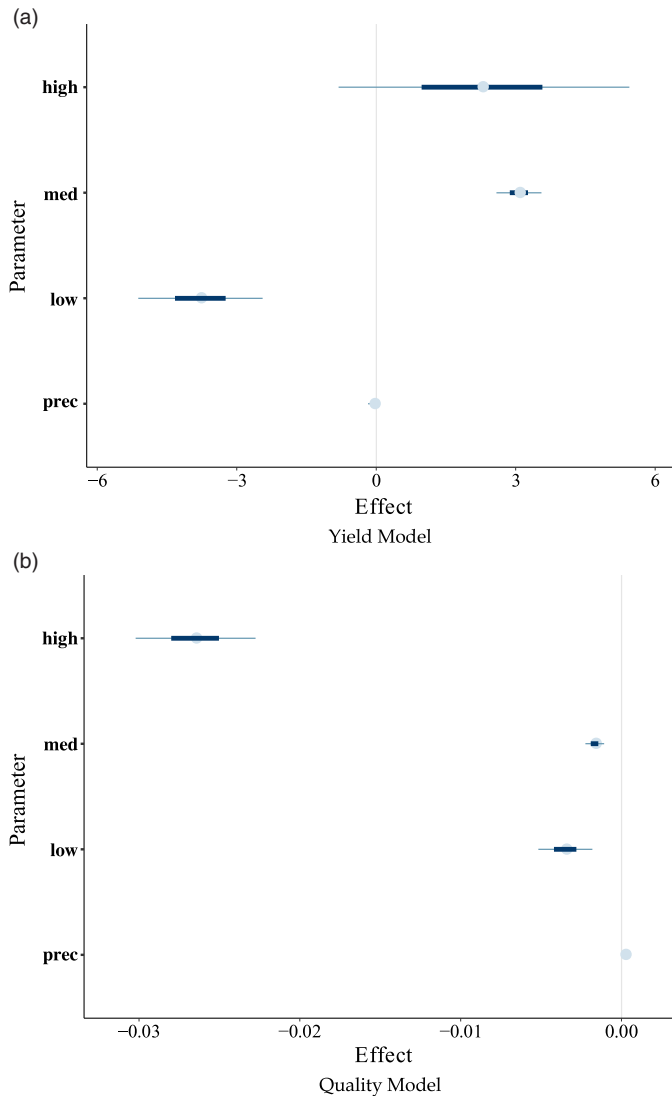 (a)
high
med
low
prec
Parameter
−6 −3 0 3 6
Effect
Yield Model
(b)
high
med
low
prec
Parameter
−0.03 −0.02 −0.01 0.00
Effect
Quality Model